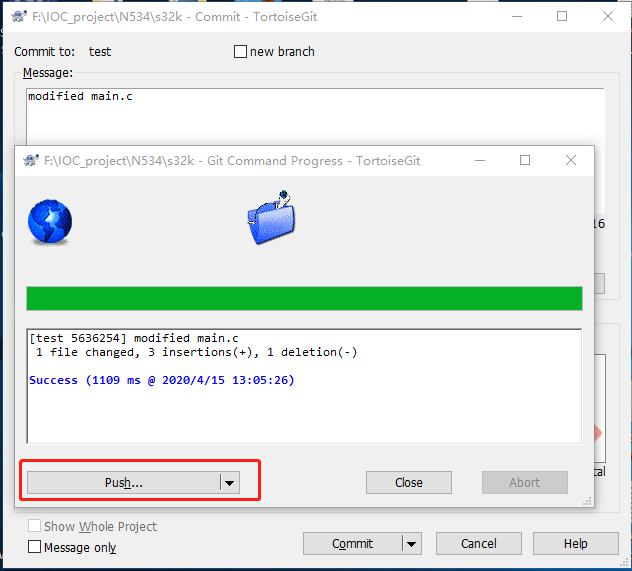 F:\IOC_project\N534\s32k - Commit - TortoiseGit
Commit to: test
new branch
Message:
modified main.c
F:\IOC_project\N534\s32k - Git Command Progress - TortoiseGit
16
[test 5636254] modified main.c
1 file changed, 3 insertions(+), 1 deletion(-)
Success (1109 ms @ 2020/4/15 13:05:26)
Push...
Close
Abort
Show Whole Project
Message only
Commit
Cancel
Help